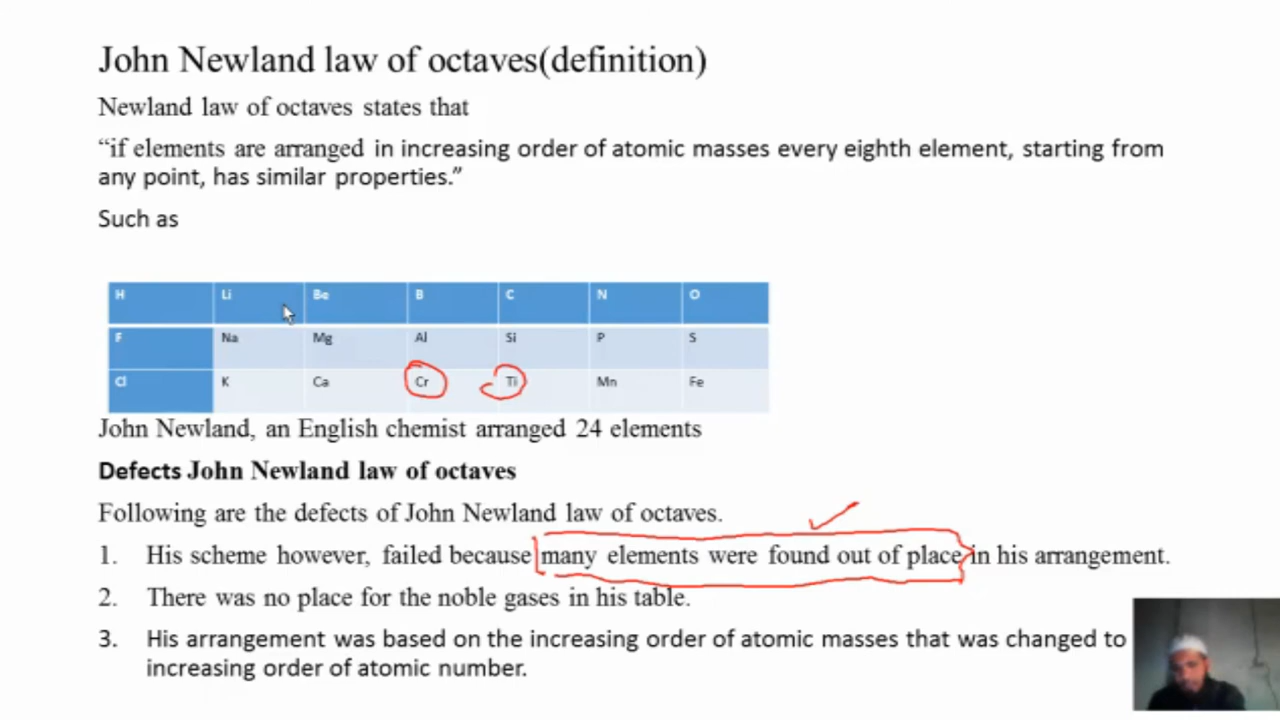 John Newland law of octaves(definition)
Newland law of octaves states that
“if elements are arranged in increasing order of atomic masses every eighth element, starting from
any point, has similar properties.”
Such as
H Li Be B C N O
F Na Mg Al Si P S
Cl K Ca Cr Ti Mn Fe
John Newland, an English chemist arranged 24 elements
Defects John Newland law of octaves
Following are the defects of John Newland law of octaves.
1. His scheme however, failed because many elements were found out of place in his arrangement.
2. There was no place for the noble gases in his table.
3. His arrangement was based on the increasing order of atomic masses that was changed to
increasing order of atomic number.